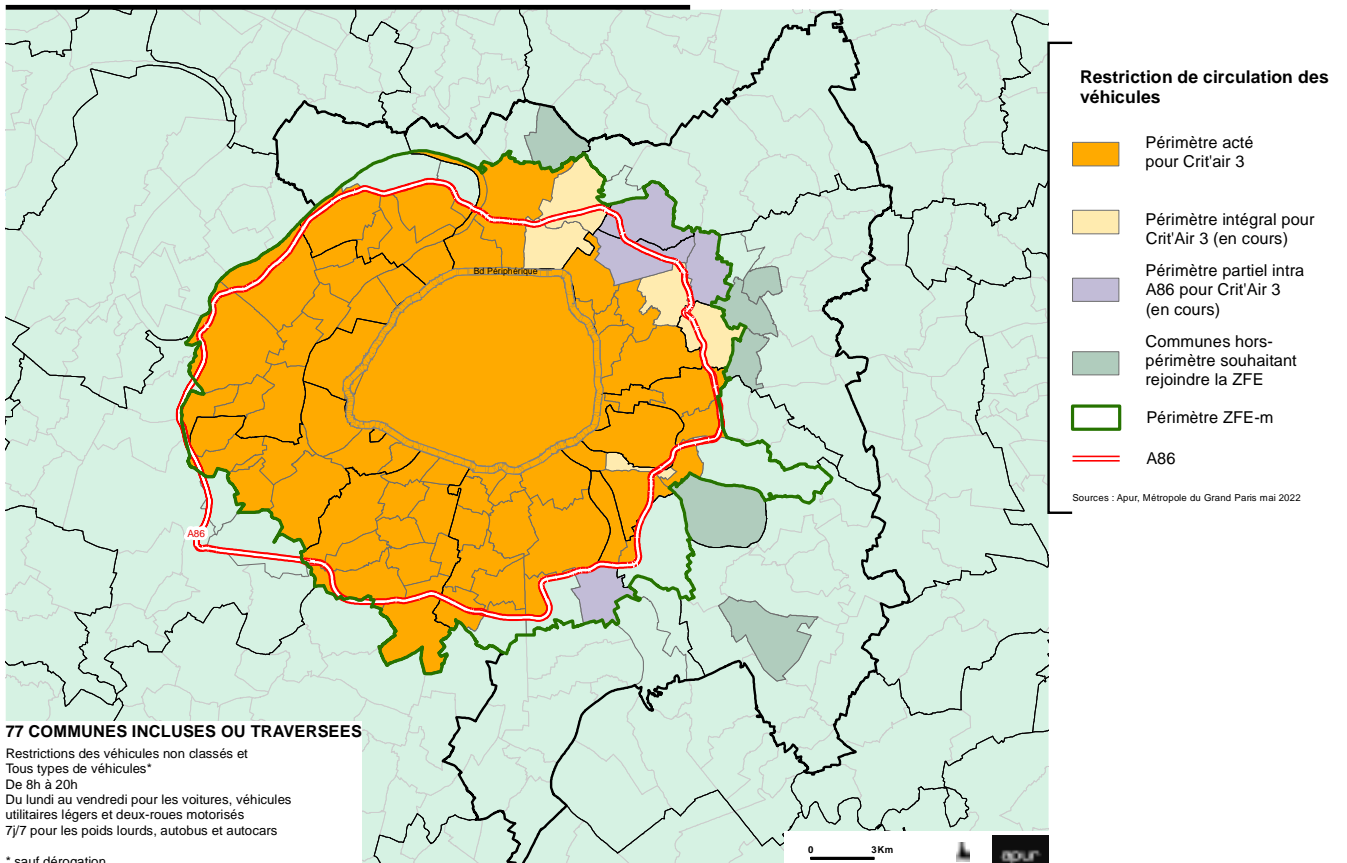 Restriction de circulation des
véhicules
Périmètre acté
pour Crit'air 3
Périmètre intégral pour
Crit'Air 3 (en cours)
Périmètre partiel intra
A86 pour Crit'Air 3
(en cours)
Communes hors-
périmètre souhaitant
rejoindre la ZFE
Périmètre ZFE-m
A86
Sources : Apur, Métropole du Grand Paris mai 2022
Bd Périphérique
A86
77 COMMUNES INCLUSES OU TRAVERSEES
Restrictions des véhicules non classés et
Tous types de véhicules*
De 8h à 20h
Du lundi au vendredi pour les voitures, véhicules
utilitaires légers et deux-roues motorisés
7j/7 pour les poids lourds, autobus et autocars
* sauf dérogation
0 3Km
apur